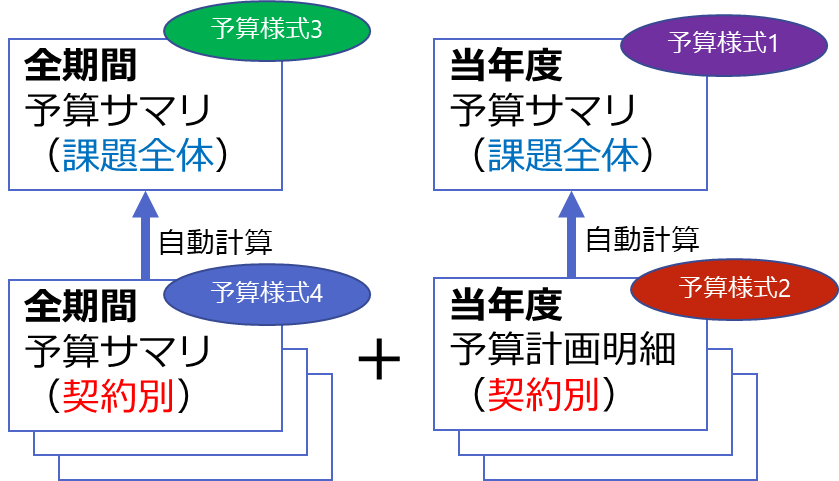 予算様式3
全期間
予算サマリ
（課題全体）
予算様式1
当年度
予算サマリ
（課題全体）
自動計算
自動計算
予算様式4
全期間
予算サマリ
（契約別）
＋
予算様式2
当年度
予算計画明細
（契約別）